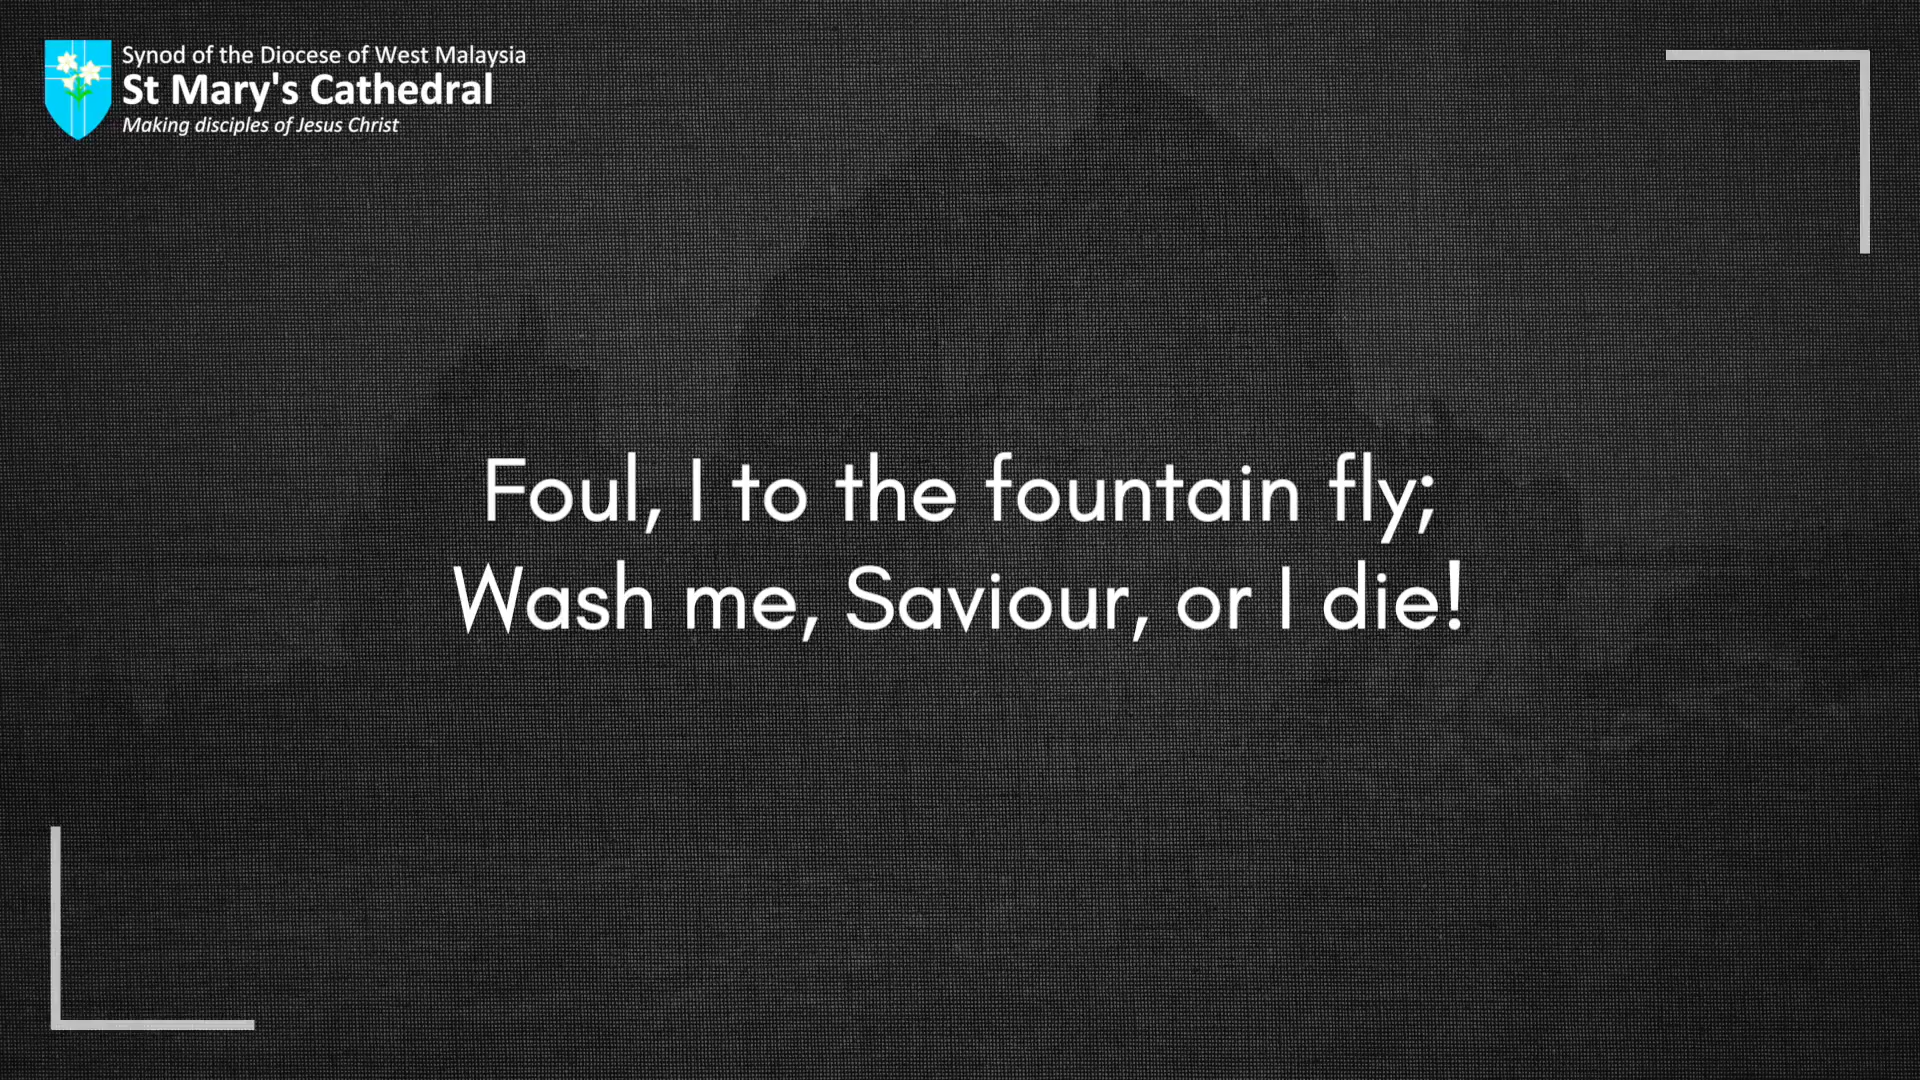 Synod of the Diocese of West Malaysia
St Mary's Cathedral
Making disciples of Jesus Christ
Foul, I to the fountain fly;
Wash me, Saviour, or I die!